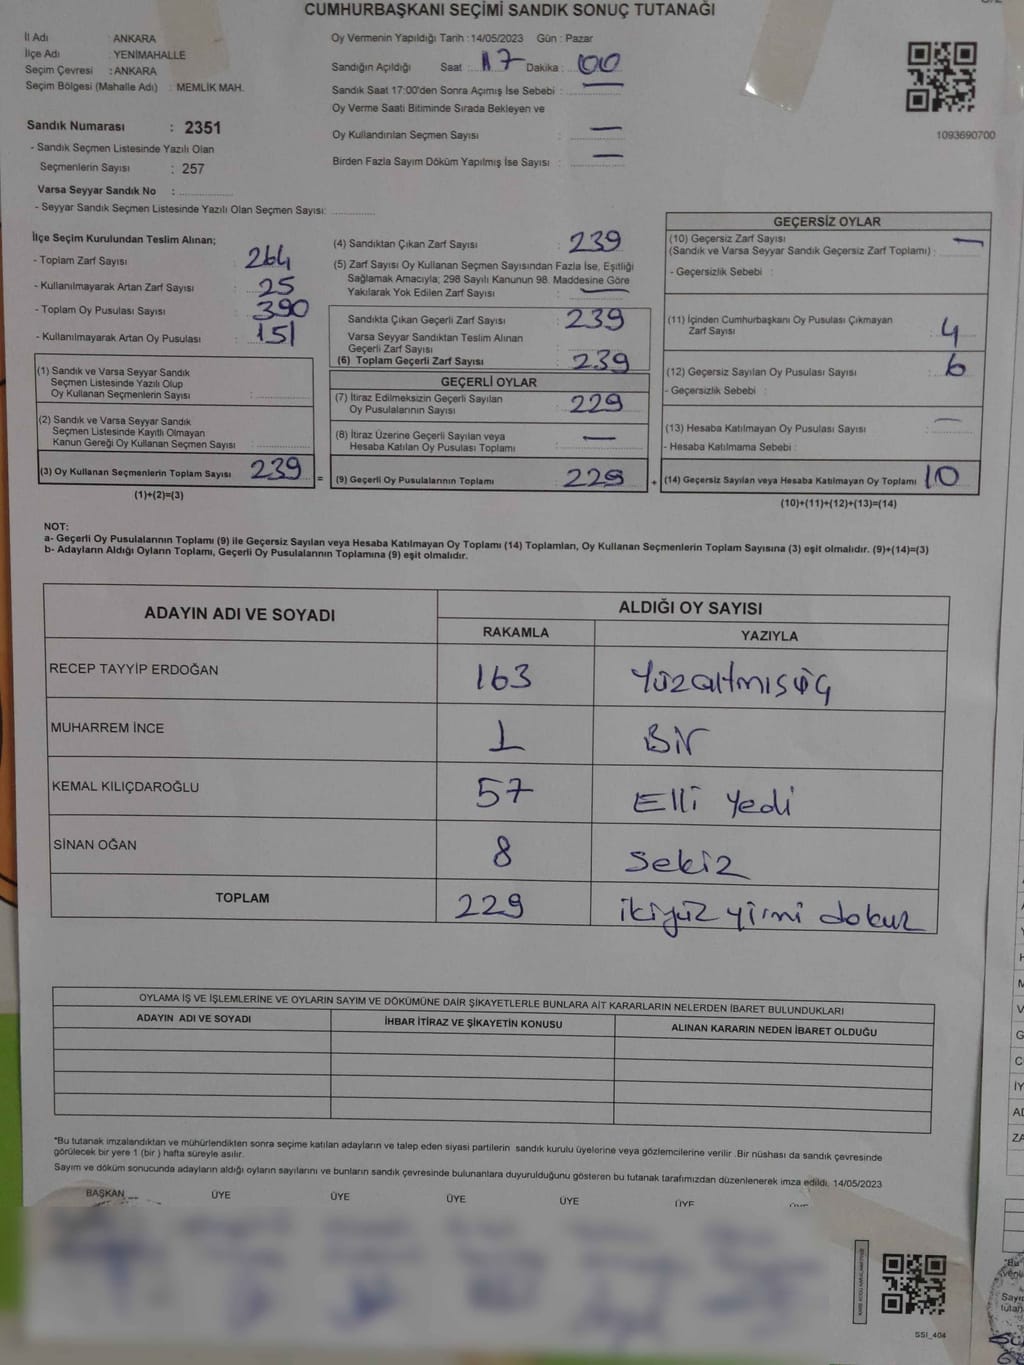 CUMHURBAŞKANI SEÇİMİ SANDIK SONUÇ TUTANAĞI
İl Adı : ANKARA
İlçe Adı : YENİMAHALLE
Seçim Çevresi : ANKARA
Seçim Bölgesi (Mahalle Adı) : MEMLİK MAH.
Sandık Numarası : 2351
- Sandık Seçmen Listesinde Yazılı Olan
Seçmenlerin Sayısı : 257
Varsa Seyyar Sandık No :
- Seyyar Sandık Seçmen Listesinde Yazılı Olan Seçmen Sayısı:
Oy Vermenin Yapıldığı Tarih : 14/05/2023 Gün : Pazar
Sandığın Açıldığı Saat : 17 Dakika : 00
Sandık Saat 17:00'den Sonra Açımış İse Sebebi : —
Oy Verme Saati Bitiminde Sırada Bekleyen ve
Oy Kullandırılan Seçmen Sayısı : —
Birden Fazla Sayım Döküm Yapılmış İse Sayısı : —
1093690700
İlçe Seçim Kurulundan Teslim Alınan;
- Toplam Zarf Sayısı : 264
- Kullanılmayarak Artan Zarf Sayısı : 25
- Toplam Oy Pusulası Sayısı : 390
- Kullanılmayarak Artan Oy Pusulası : 151
(1) Sandık ve Varsa Seyyar Sandık
Seçmen Listesinde Yazılı Olup
Oy Kullanan Seçmenlerin Sayısı :
(2) Sandık ve Varsa Seyyar Sandık
Seçmen Listesinde Kayıtlı Olmayan
Kanun Gereği Oy Kullanan Seçmen Sayısı :
(3) Oy Kullanan Seçmenlerin Toplam Sayısı 239
(1)+(2)=(3)
(4) Sandıktan Çıkan Zarf Sayısı : 239
(5) Zarf Sayısı Oy Kullanan Seçmen Sayısından Fazla İse, Eşitliği
Sağlamak Amacıyla; 298 Sayılı Kanunun 98. Maddesine Göre
Yakılarak Yok Edilen Zarf Sayısı : —
Sandıkta Çıkan Geçerli Zarf Sayısı : 239
Varsa Seyyar Sandıktan Teslim Alınan
Geçerli Zarf Sayısı
(6) Toplam Geçerli Zarf Sayısı : 239
GEÇERLİ OYLAR
(7) İtiraz Edilmeksizin Geçerli Sayılan
Oy Pusulalarının Sayısı : 229
(8) İtiraz Üzerine Geçerli Sayılan veya
Hesaba Katılan Oy Pusulası Toplamı : —
= (9) Geçerli Oy Pusulalarının Toplamı : 229 +
GEÇERSİZ OYLAR
(10) Geçersiz Zarf Sayısı
(Sandık ve Varsa Seyyar Sandık Geçersiz Zarf Toplamı) : —
- Geçersizlik Sebebi :
(11) İçinden Cumhurbaşkanı Oy Pusulası Çıkmayan
Zarf Sayısı : 4
(12) Geçersiz Sayılan Oy Pusulası Sayısı : 6
- Geçersizlik Sebebi :
(13) Hesaba Katılmayan Oy Pusulası Sayısı : —
- Hesaba Katılmama Sebebi :
(14) Geçersiz Sayılan veya Hesaba Katılmayan Oy Toplamı 10
(10)+(11)+(12)+(13)=(14)
NOT:
a- Geçerli Oy Pusulalarının Toplamı (9) ile Geçersiz Sayılan veya Hesaba Katılmayan Oy Toplamı (14) Toplamları, Oy Kullanan Seçmenlerin Toplam Sayısına (3) eşit olmalıdır. (9)+(14)=(3)
b- Adayların Aldığı Oyların Toplamı, Geçerli Oy Pusulalarının Toplamına (9) eşit olmalıdır.
ADAYIN ADI VE SOYADI ALDIĞI OY SAYISI
RAKAMLA YAZIYLA
RECEP TAYYİP ERDOĞAN 163 Yüzaltmışüç
MUHARREM İNCE 1 Bir
KEMAL KILIÇDAROĞLU 57 Elli Yedi
SİNAN OĞAN 8 Sekiz
TOPLAM 229 ikiyüz yirmi dokuz
OYLAMA İŞ VE İŞLEMLERİNE VE OYLARIN SAYIM VE DÖKÜMÜNE DAİR ŞİKAYETLERLE BUNLARA AİT KARARLARIN NELERDEN İBARET BULUNDUKLARI
ADAYIN ADI VE SOYADI İHBAR İTİRAZ VE ŞİKAYETİN KONUSU ALINAN KARARIN NEDEN İBARET OLDUĞU
*Bu tutanak imzalandıktan ve mühürlendikten sonra seçime katılan adayların ve talep eden siyasi partilerin sandık kurulu üyelerine veya gözlemcilerine verilir .Bir nüshası da sandık çevresinde
görülecek bir yere 1 (bir ) hafta süreyle asılır.
Sayım ve döküm sonucunda adayların aldığı oyların sayılarını ve bunların sandık çevresinde bulunanlara duyurulduğunu gösteren bu tutanak tarafımızdan düzenlenerek imza edildi. 14/05/2023
BAŞKAN ÜYE ÜYE ÜYE ÜYE ÜYE
SSI_404